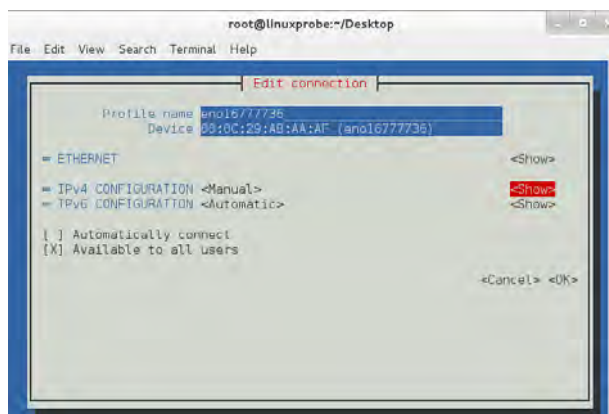 root@linuxprobe:~/Desktop
File Edit View Search Terminal Help
Edit connection
Profile name eno16777736
Device 00:0C:29:AB:AA:AF (eno16777736)
= ETHERNET <Show>
= IPv4 CONFIGURATION <Manual> <Show>
= IPv6 CONFIGURATION <Automatic> <Show>
[ ] Automatically connect
[X] Available to all users
<Cancel> <OK>